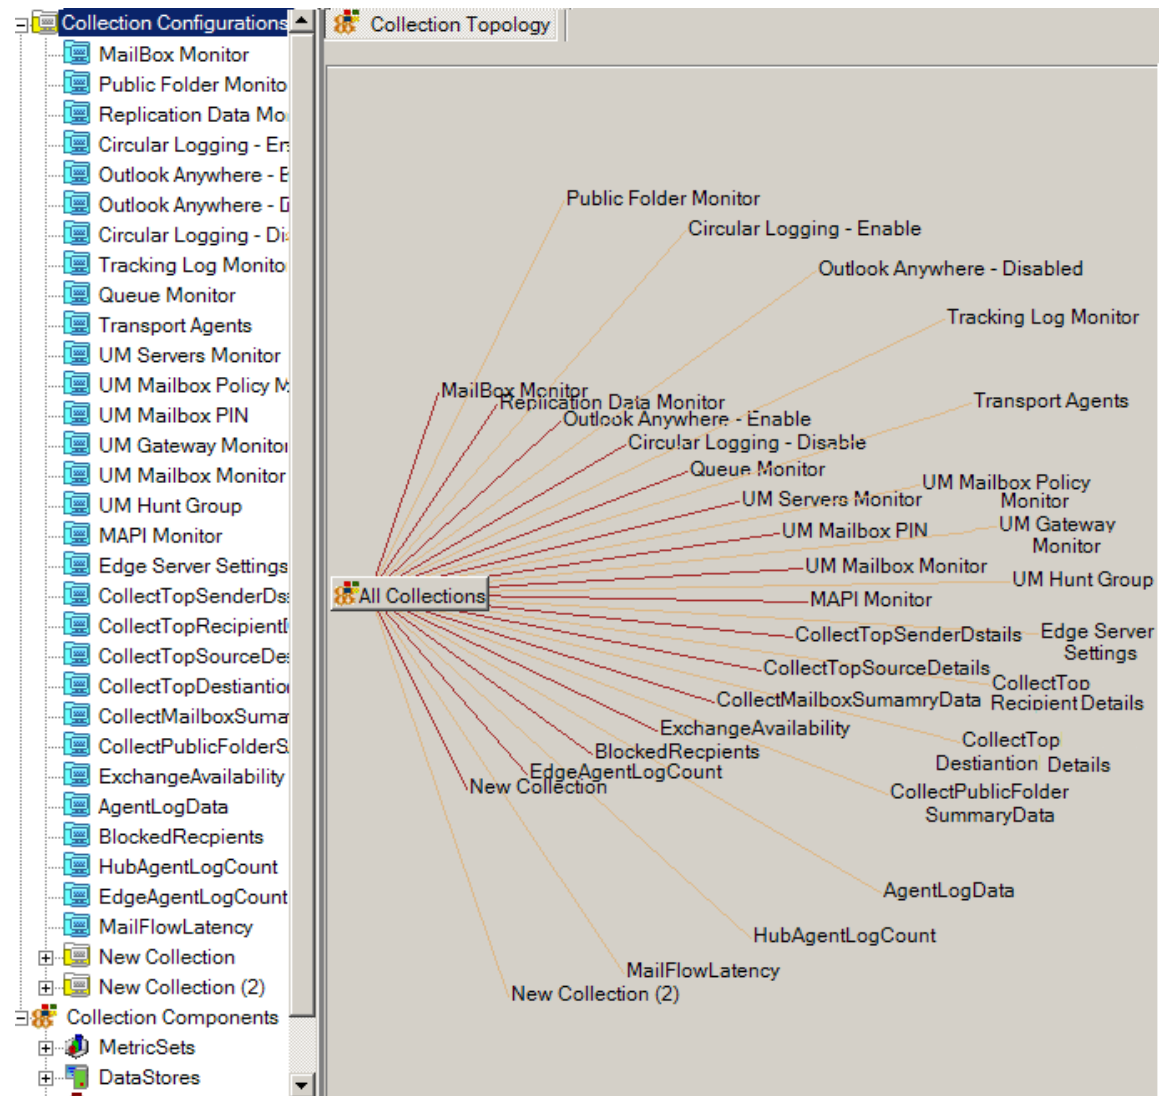 Collection Configurations
MailBox Monitor
Public Folder Monito
Replication Data Mo
Circular Logging - En
Outlook Anywhere - E
Outlook Anywhere - D
Circular Logging - Di
Tracking Log Monito
Queue Monitor
Transport Agents
UM Servers Monitor
UM Mailbox Policy M
UM Mailbox PIN
UM Gateway Monitor
UM Mailbox Monitor
UM Hunt Group
MAPI Monitor
Edge Server Settings
CollectTopSenderDs
CollectTopRecipient
CollectTopSourceDe
CollectTopDestiantio
CollectMailboxSuma
CollectPublicFolderS
ExchangeAvailability
AgentLogData
BlockedRecpients
HubAgentLogCount
EdgeAgentLogCount
MailFlowLatency
New Collection
New Collection (2)
Collection Components
MetricSets
DataStores
Collection Topology
Public Folder Monitor
Circular Logging - Enable
Outlook Anywhere - Disabled
Tracking Log Monitor
MailBox Monitor
Replication Data Monitor
Transport Agents
Outlook Anywhere - Enable
Circular Logging - Disable
Queue Monitor
UM Mailbox Policy
Monitor
UM Servers Monitor
UM Gateway
Monitor
UM Mailbox PIN
UM Mailbox Monitor
UM Hunt Group
All Collections
MAPI Monitor
CollectTopSenderDstails
Edge Server
Settings
CollectTopSourceDetails
CollectTop
Recipient Details
CollectMailboxSumamryData
ExchangeAvailability
CollectTop
Destiantion Details
BlockedRecpients
EdgeAgentLogCount
New Collection
CollectPublicFolder
SummaryData
AgentLogData
HubAgentLogCount
MailFlowLatency
New Collection (2)